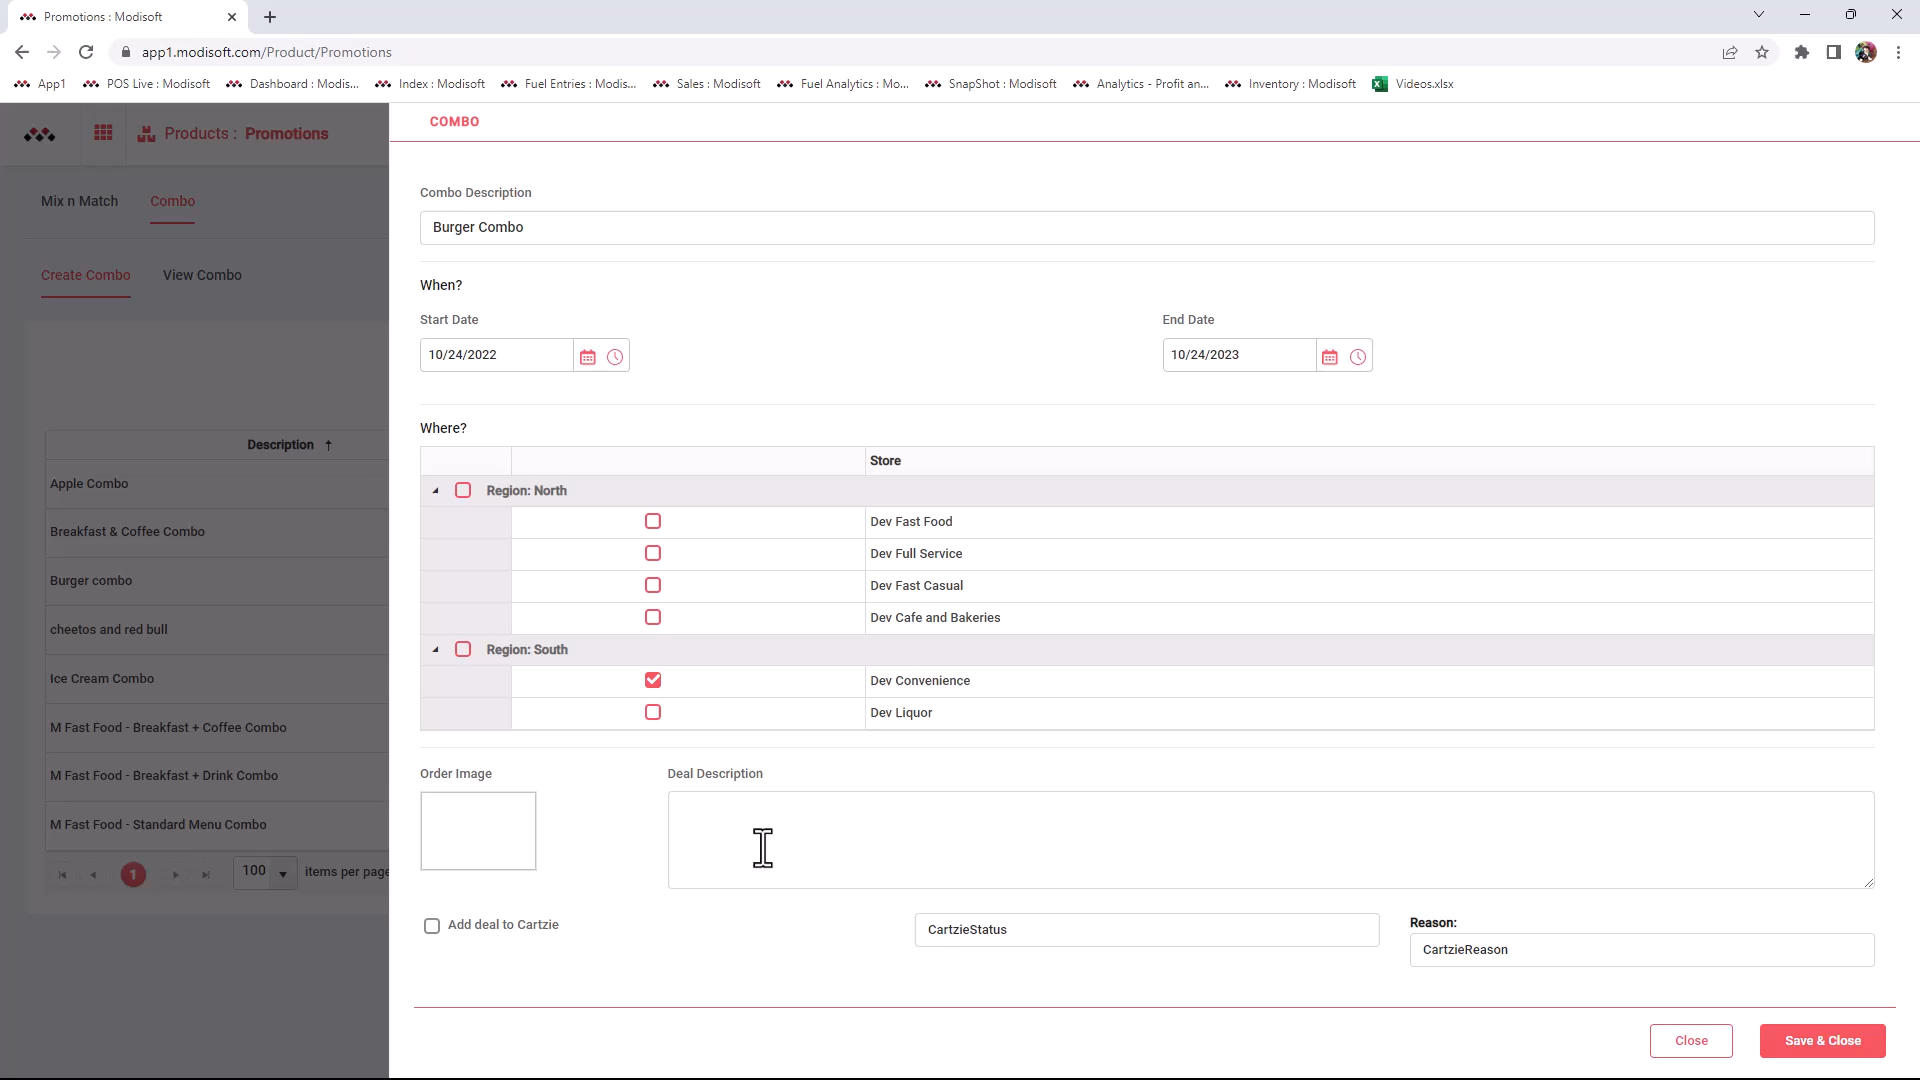 Promotions : Modisoft
app1.modisoft.com/Product/Promotions
App1 POS Live : Modisoft Dashboard : Modis... Index : Modisoft Fuel Entries : Modis... Sales : Modisoft Fuel Analytics : Mo... SnapShot : Modisoft Analytics - Profit an... Inventory : Modisoft Videos.xlsx
Products : Promotions
Mix n Match Combo
Create Combo View Combo
Description ↑
Apple Combo
Breakfast & Coffee Combo
Burger combo
cheetos and red bull
Ice Cream Combo
M Fast Food - Breakfast + Coffee Combo
M Fast Food - Breakfast + Drink Combo
M Fast Food - Standard Menu Combo
1 100 items per page
COMBO
Combo Description
Burger Combo
When?
Start Date End Date
10/24/2022 10/24/2023
Where?
Store
Region: North
Dev Fast Food
Dev Full Service
Dev Fast Casual
Dev Cafe and Bakeries
Region: South
Dev Convenience
Dev Liquor
Order Image Deal Description
Add deal to Cartzie CartzieStatus Reason:
CartzieReason
Close Save & Close